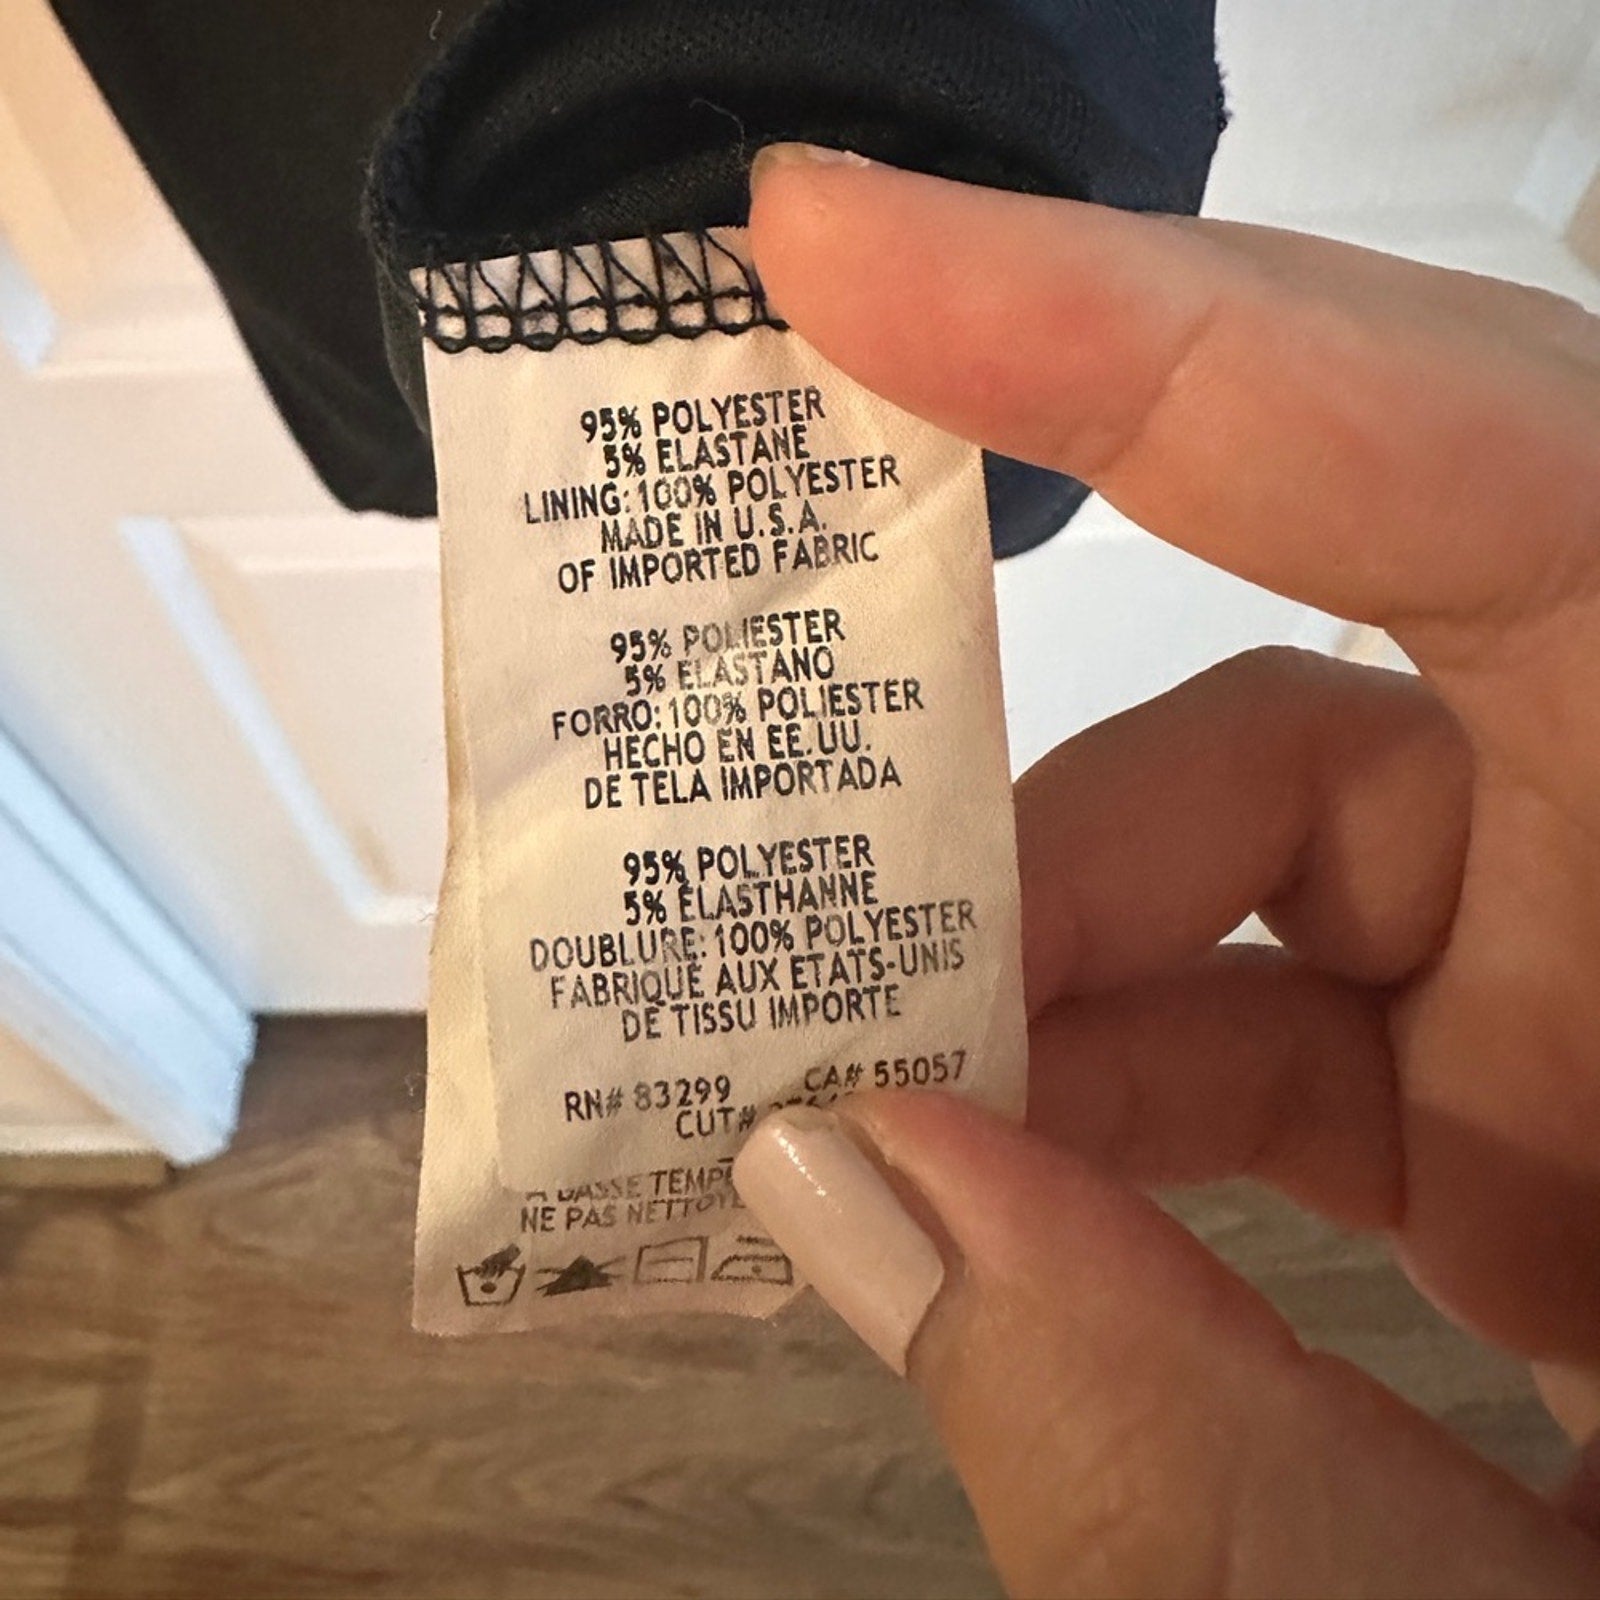 95% POLYESTER
5% ELASTANE
LINING: 100% POLYESTER
MADE IN U.S.A.
OF IMPORTED FABRIC
95% POLIESTER
5% ELASTANO
FORRO: 100% POLIESTER
HECHO EN EE.UU.
DE TELA IMPORTADA
95% POLYESTER
5% ÉLASTHANNE
DOUBLURE: 100% POLYESTER
FABRIQUÉ AUX ETATS-UNIS
DE TISSU IMPORTE
RN# 83299 CA# 55057
CUT#
A BASSE
NE PAS